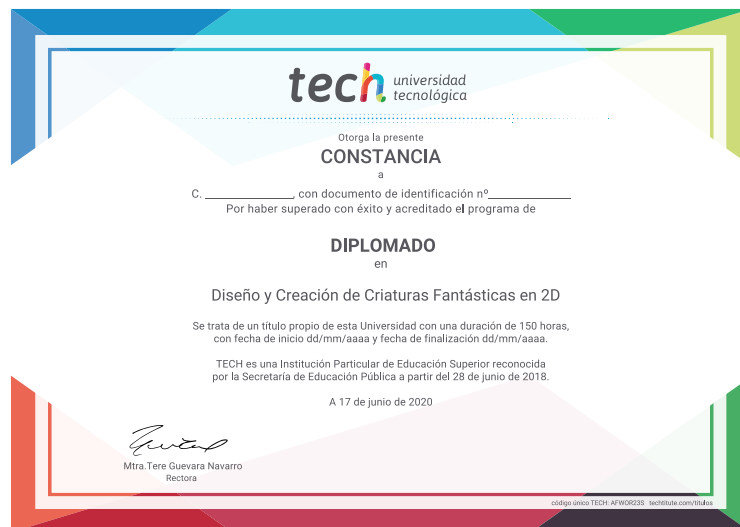 tech universidad
tecnológica
Otorga la presente
CONSTANCIA
a
C. ______________, con documento de identificación nº_____________
Por haber superado con éxito y acreditado el programa de
DIPLOMADO
en
Diseño y Creación de Criaturas Fantásticas en 2D
Se trata de un título propio de esta Universidad con una duración de 150 horas,
con fecha de inicio dd/mm/aaaa y fecha de finalización dd/mm/aaaa.
TECH es una Institución Particular de Educación Superior reconocida
por la Secretaría de Educación Pública a partir del 28 de junio de 2018.
A 17 de junio de 2020
Mtra.Tere Guevara Navarro
Rectora
código único TECH: AFWOR23S techtitute.com/titulos